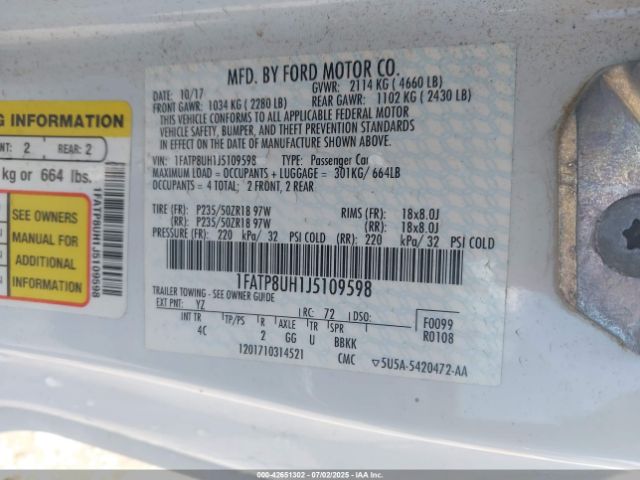 G INFORMATION
NT: 2 REAR: 2
kg or 664 lbs.
SEE OWNERS
MANUAL FOR
ADDITIONAL
INFORMATION
1FATP8UH1J5109598
MFD. BY FORD MOTOR CO.
DATE: 10/17 GVWR: 2114 KG ( 4660 LB)
FRONT GAWR: 1034 KG ( 2280 LB) REAR GAWR: 1102 KG ( 2430 LB)
THIS VEHICLE CONFORMS TO ALL APPLICABLE FEDERAL MOTOR
VEHICLE SAFETY, BUMPER, AND THEFT PREVENTION STANDARDS
IN EFFECT ON THE DATE OF MANUFACTURE SHOWN ABOVE.
VIN: 1FATP8UH1J5109598 TYPE: Passenger Car
MAXIMUM LOAD = OCCUPANTS + LUGGAGE = 301KG/ 664LB
OCCUPANTS = 4 TOTAL: 2 FRONT, 2 REAR
TIRE (FR): P235/50ZR18 97W RIMS (FR): 18x8.0J
(RR): P235/50ZR18 97W (RR): 18x8.0J
PRESSURE (FR): 220 kPa/ 32 PSI COLD (RR): 220 kPa/ 32 PSI COLD
1FATP8UH1J5109598
TRAILER TOWING - SEE OWNER GUIDE
EXT PNT: YZ RC: 72 DSO: F0099
INT TR TP/PS R AXLE TR SPR R0108
4C 2 GG U BBKK
1201710314521 CMC ▽5U5A-5420472-AA
000-42651302 - 07/02/2025 - IAAI.CA